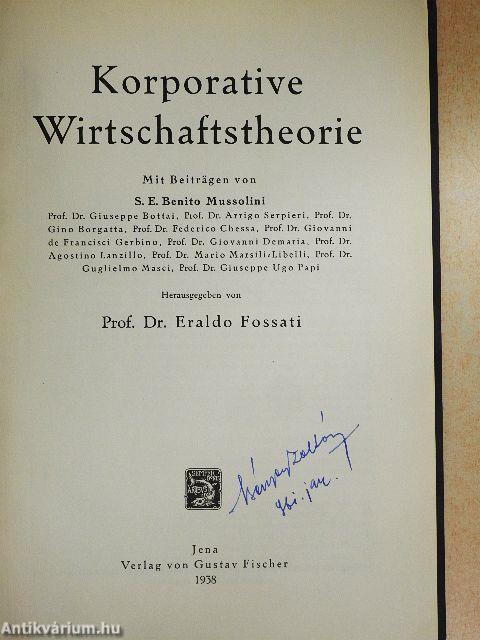 Korporative
Wirtschaftstheorie
Mit Beiträgen von
S. E. Benito Mussolini
Prof. Dr. Giuseppe Bottai, Prof. Dr. Arrigo Serpieri, Prof. Dr.
Gino Borgatta, Prof. Dr. Federico Chessa, Prof. Dr. Giovanni
de Francisci Gerbino, Prof. Dr. Giovanni Demaria, Prof. Dr.
Agostino Lanzillo, Prof. Dr. Mario Marsili-Libelli, Prof. Dr.
Guglielmo Masci, Prof. Dr. Giuseppe Ugo Papi
Herausgegeben von
Prof. Dr. Eraldo Fossati
SEMPER
Zoltán
jan.
Jena
Verlag von Gustav Fischer
1938
Antikvárium.hu